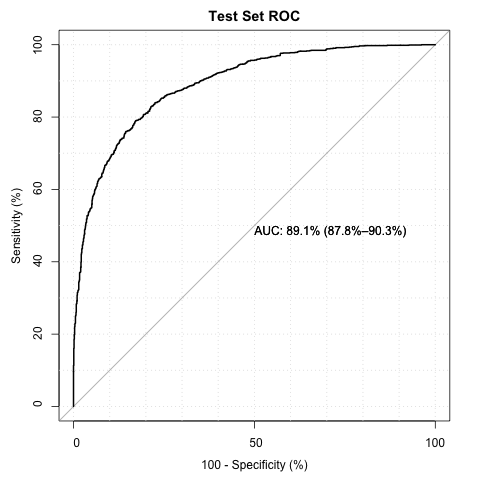 Test Set ROC
Sensitivity (%)
100
80
60
40
20
0
AUC: 89.1% (87.8%–90.3%)
0
50
100
100 - Specificity (%)